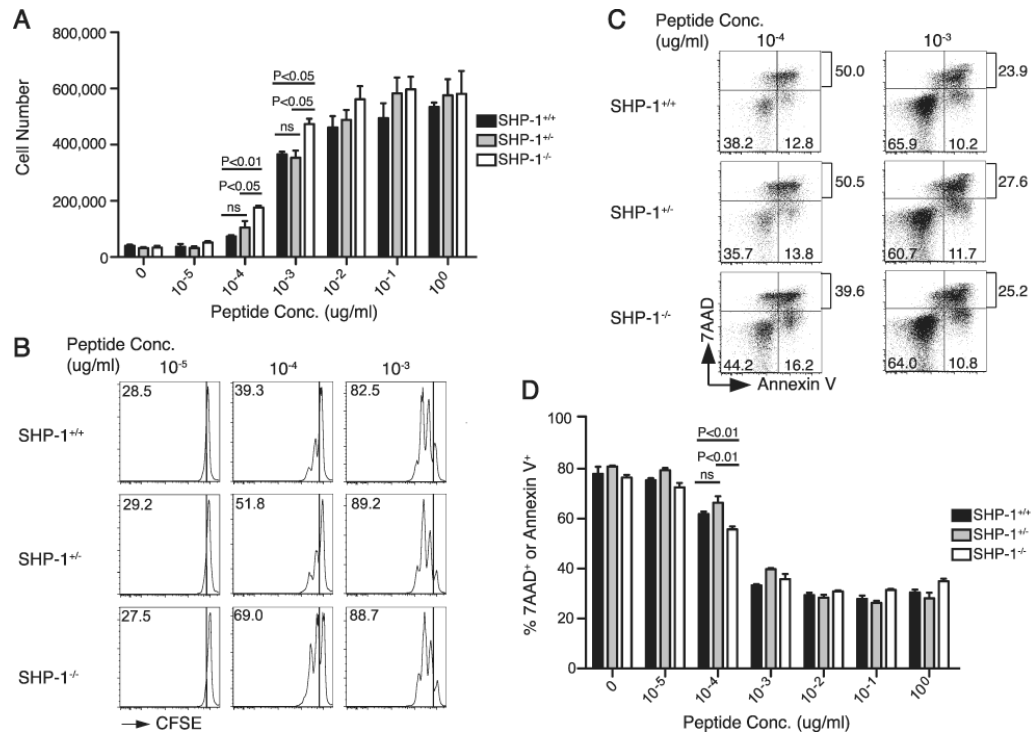 A
800,000
600,000
400,000
200,000
0
Cell Number
P<0.05
P<0.05
ns
P<0.01
P<0.05
ns
SHP-1+/+
SHP-1+/-
SHP-1-/-
0 10-5 10-4 10-3 10-2 10-1 100
Peptide Conc. (ug/ml)
B
Peptide Conc.
(ug/ml) 10-5 10-4 10-3
SHP-1+/+ 28.5 39.3 82.5
SHP-1+/- 29.2 51.8 89.2
SHP-1-/- 27.5 69.0 88.7
CFSE
C
Peptide Conc.
(ug/ml) 10-4 10-3
SHP-1+/+ 50.0 23.9
38.2 12.8 65.9 10.2
SHP-1+/- 50.5 27.6
35.7 13.8 60.7 11.7
SHP-1-/- 39.6 25.2
44.2 16.2 64.0 10.8
7AAD
Annexin V
D
100
80
60
40
20
0
% 7AAD+ or Annexin V+
P<0.01
P<0.01
ns
SHP-1+/+
SHP-1+/-
SHP-1-/-
0 10-5 10-4 10-3 10-2 10-1 100
Peptide Conc. (ug/ml)